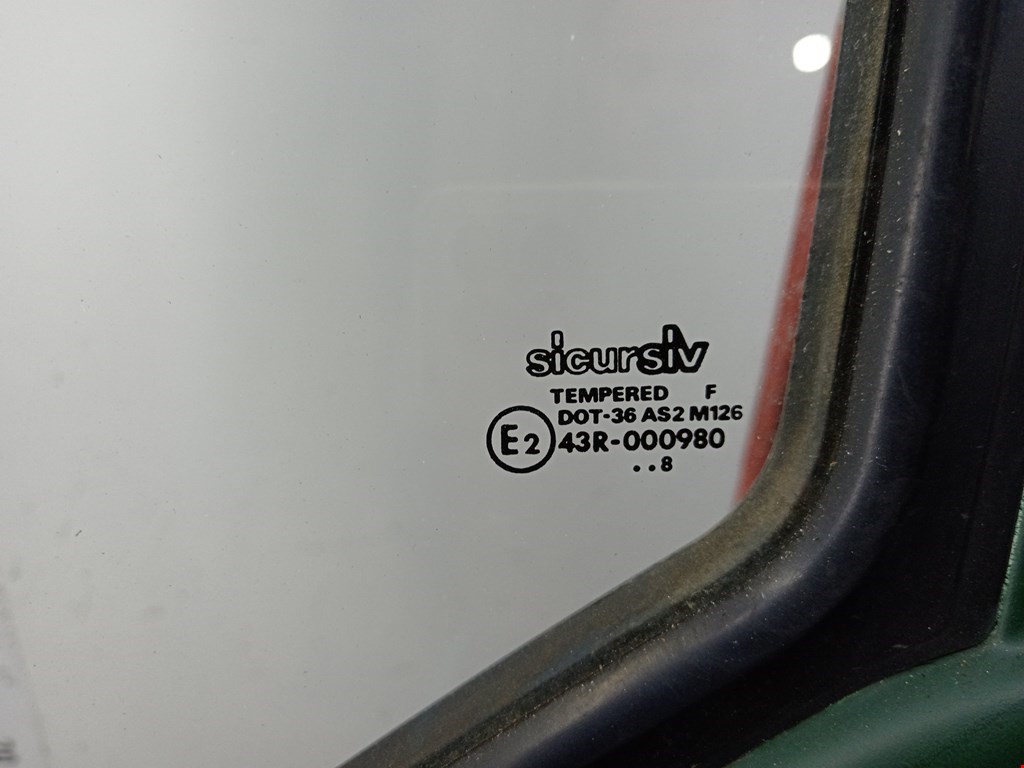 sicursiv
TEMPERED F
DOT-36 AS2 M126
E2 43R-000980
..8